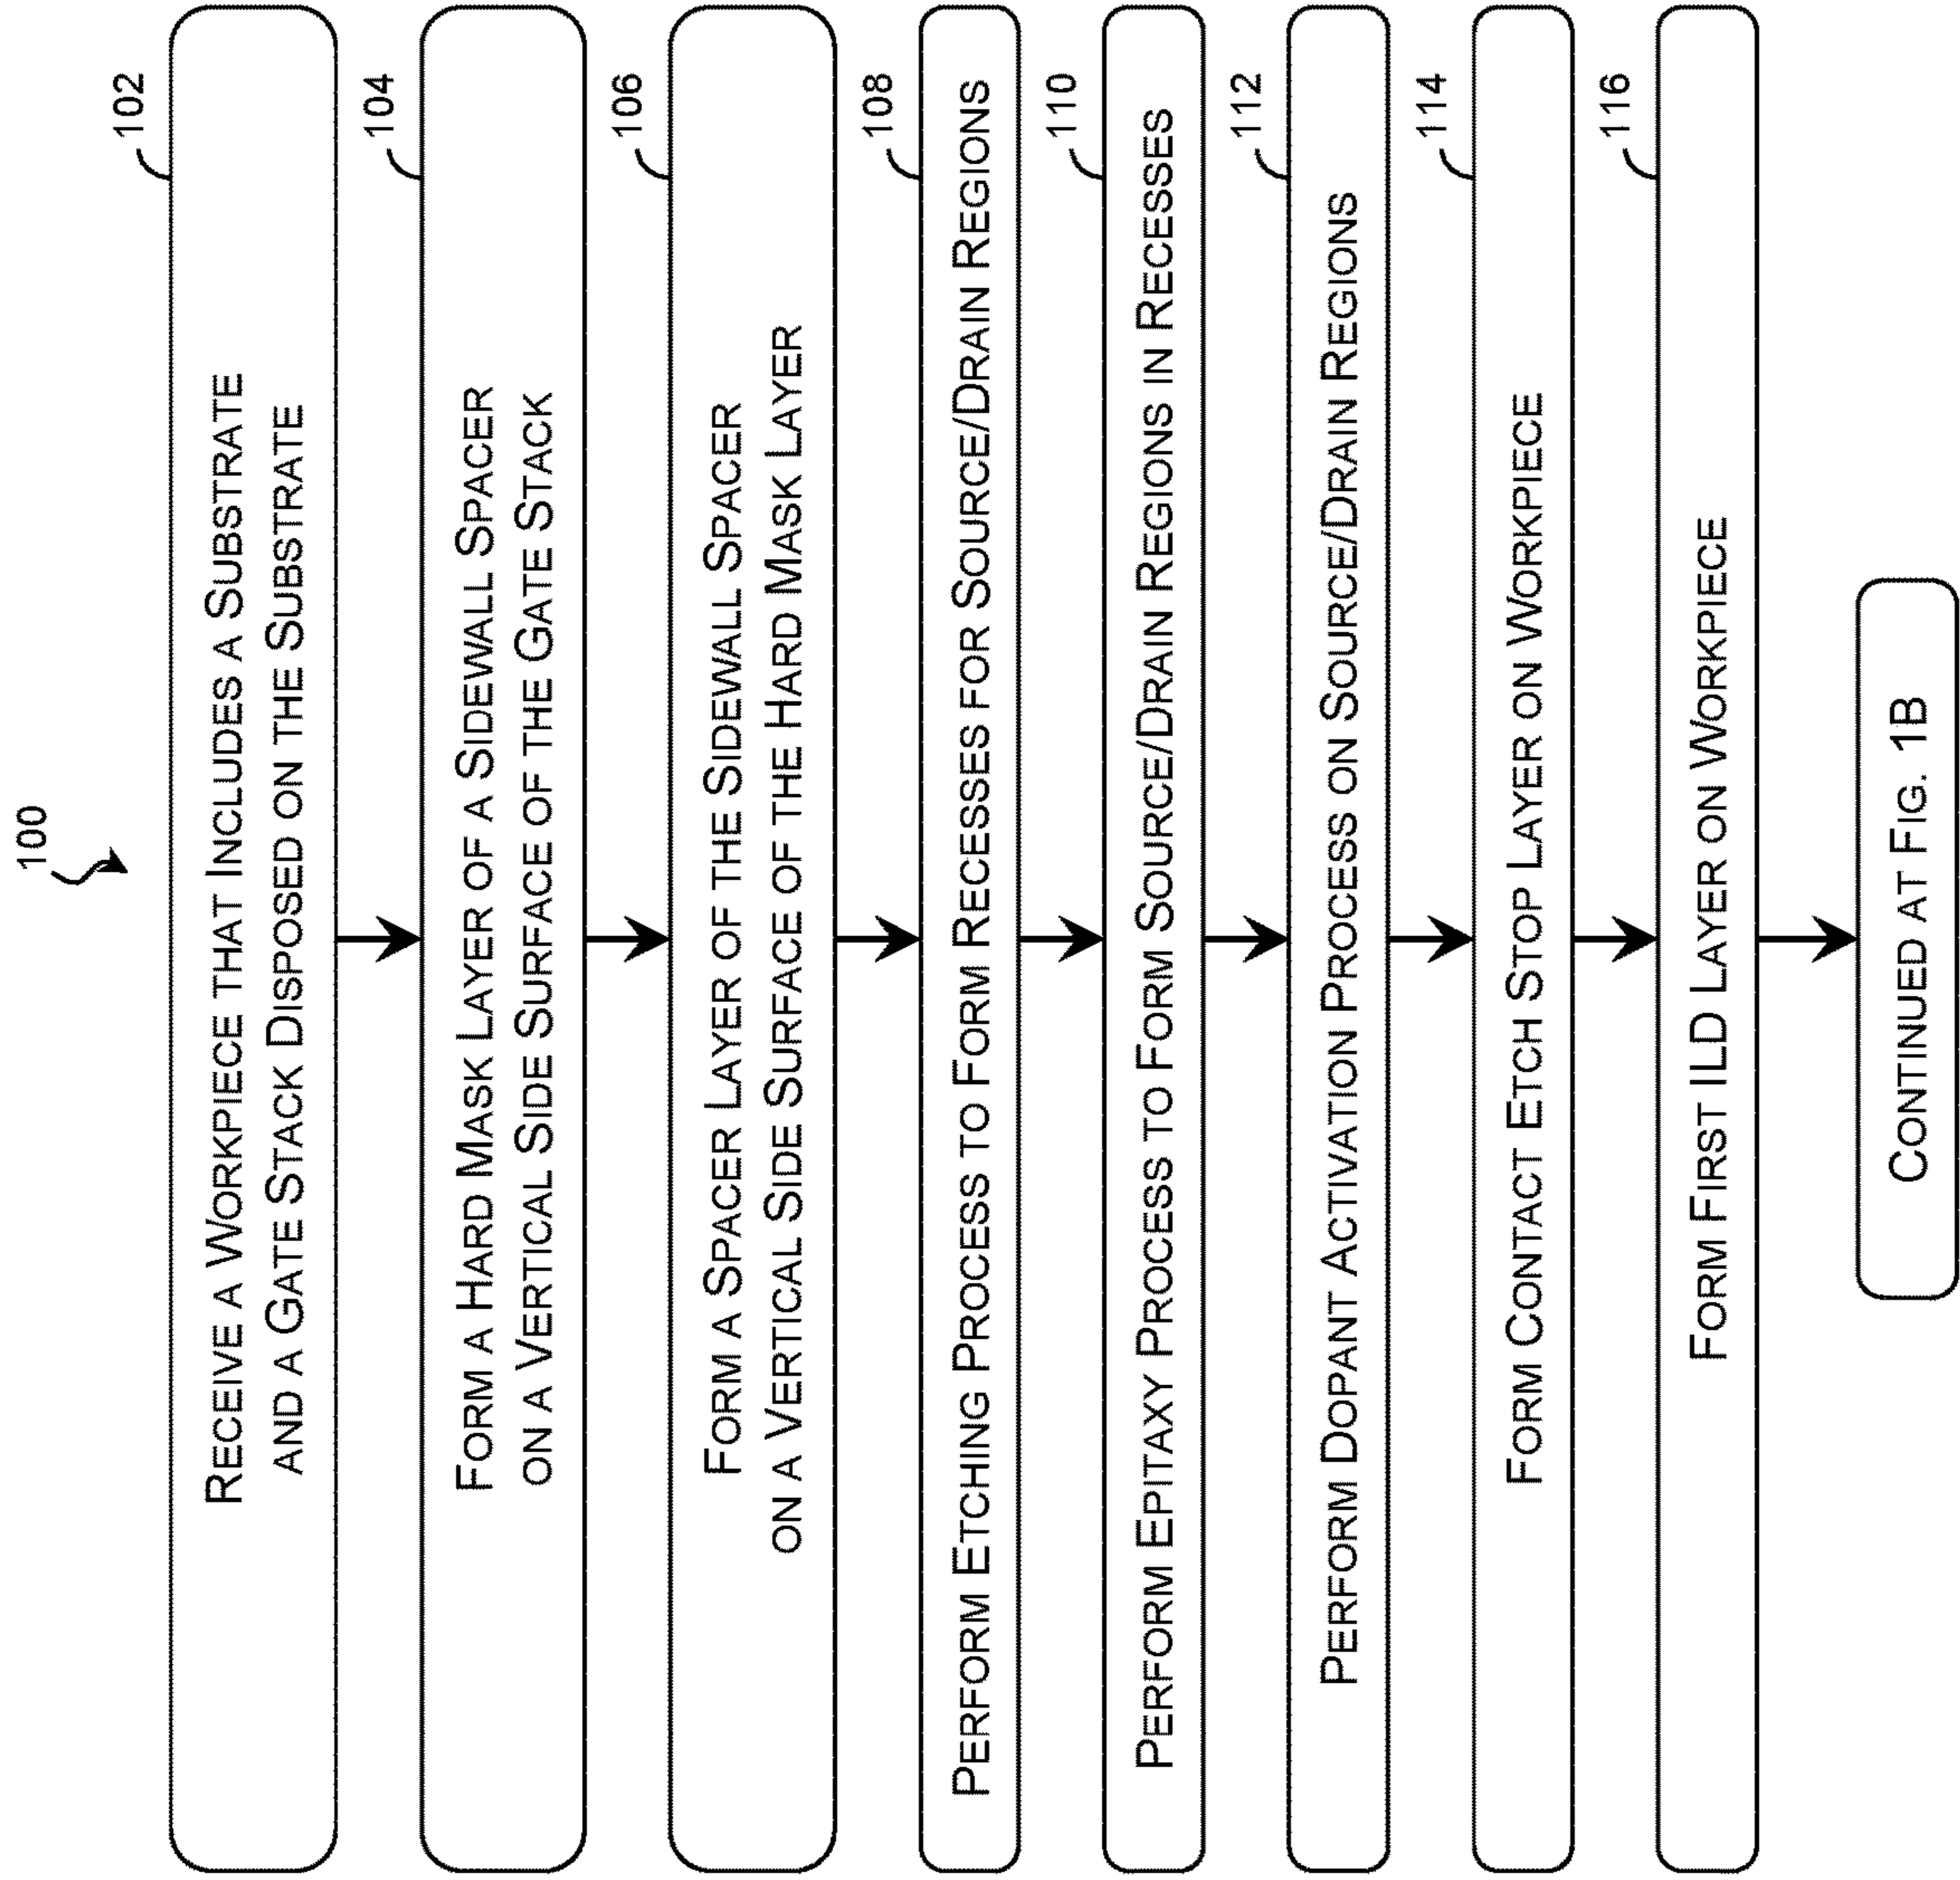 100
102
Receive a Workpiece that Includes a Substrate
and a Gate Stack Disposed on the Substrate
104
Form a Hard Mask Layer of a Sidewall Spacer
on a Vertical Side Surface of the Gate Stack
106
Form a Spacer Layer of the Sidewall Spacer
on a Vertical Side Surface of the Hard Mask Layer
108
Perform Etching Process to Form Recesses for Source/Drain Regions
110
Perform Epitaxy Process to Form Source/Drain Regions in Recesses
112
Perform Dopant Activation Process on Source/Drain Regions
114
Form Contact Etch Stop Layer on Workpiece
116
Form First ILD Layer on Workpiece
Continued at Fig. 1B